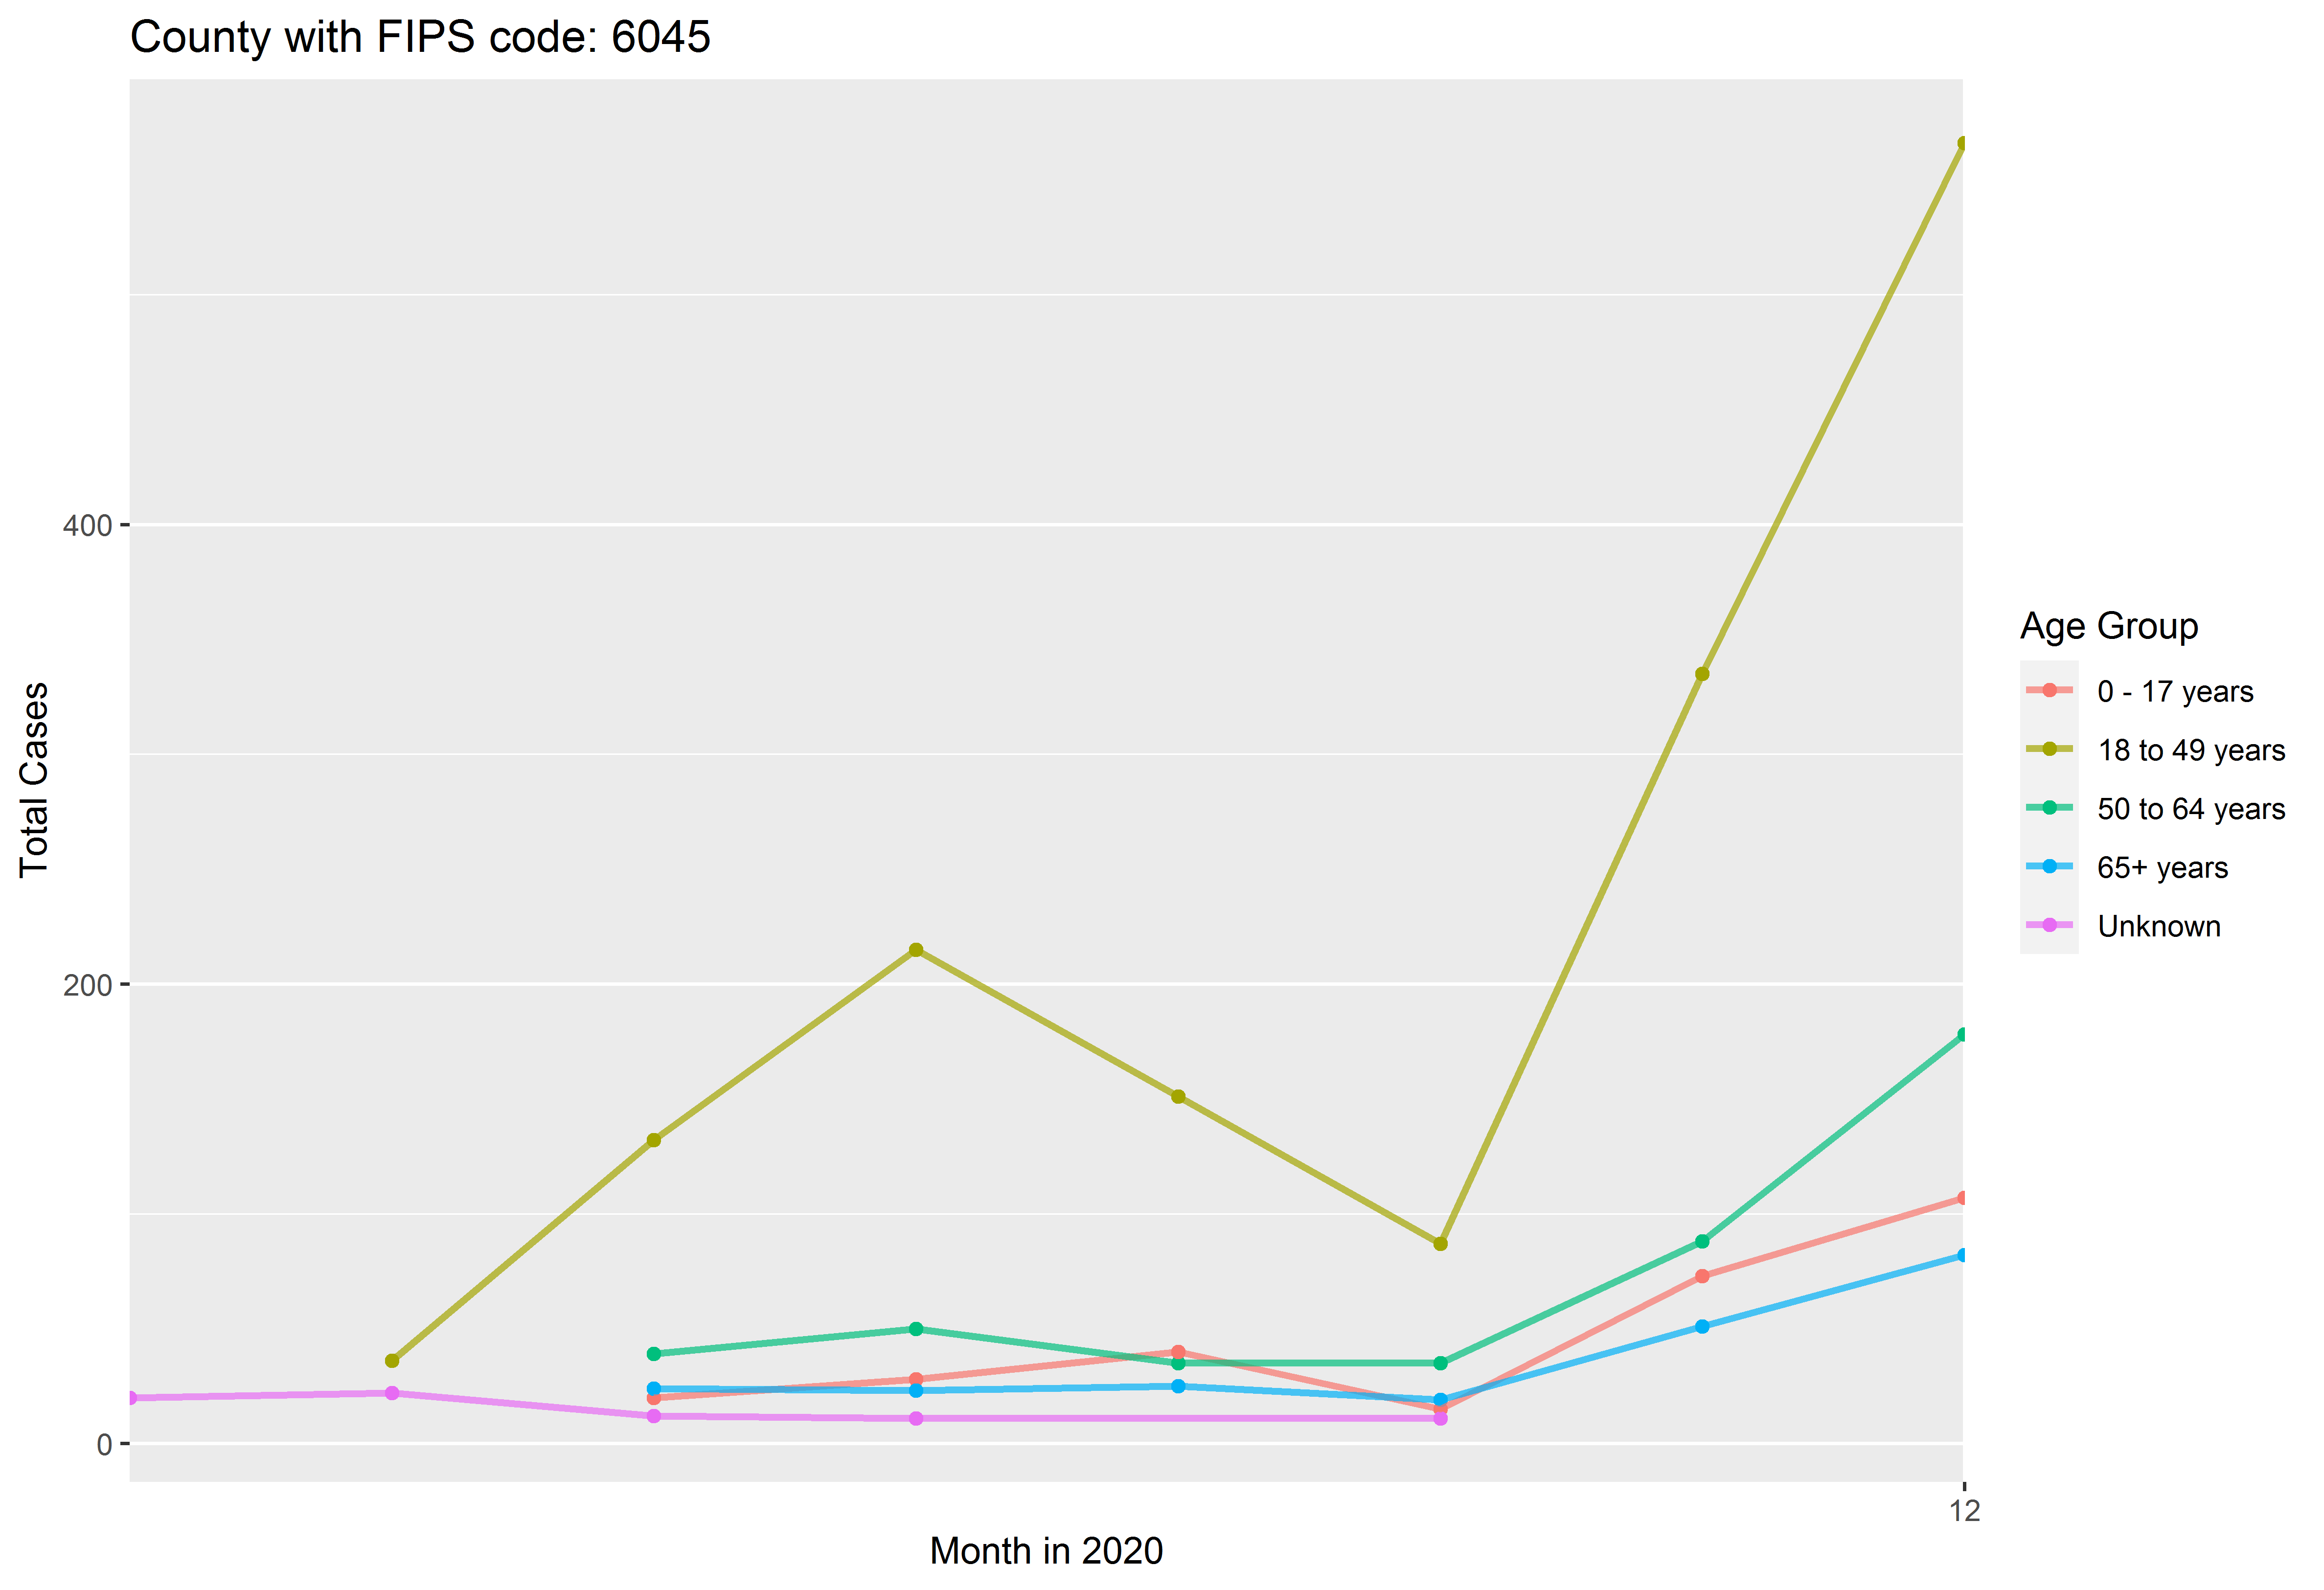 County with FIPS code: 6045
Total Cases
400
200
0
12
Month in 2020
Age Group
0 - 17 years
18 to 49 years
50 to 64 years
65+ years
Unknown